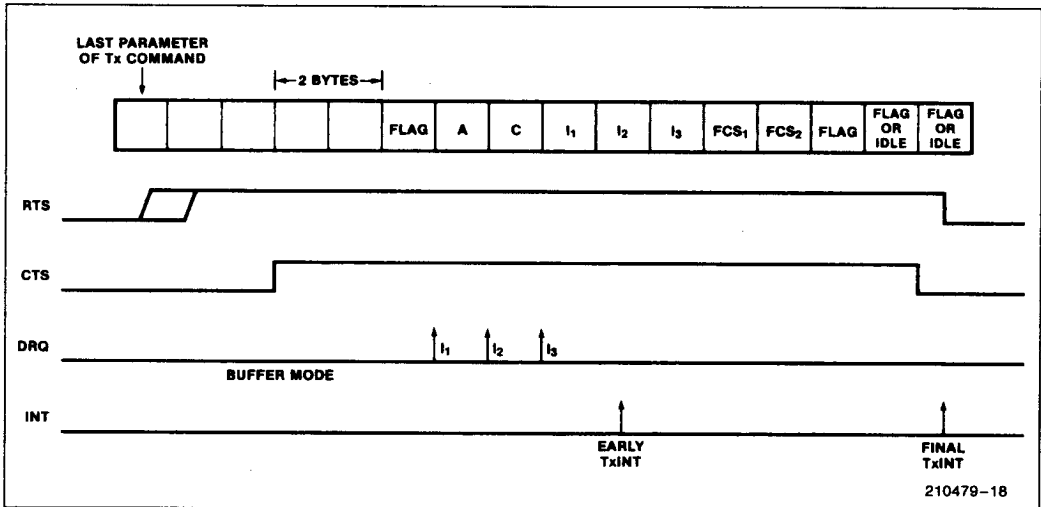 LAST PARAMETER
OF Tx COMMAND
2 BYTES
FLAG A C I₁ I₂ I₃ FCS₁ FCS₂ FLAG FLAG OR IDLE FLAG OR IDLE
RTS
CTS
DRQ I₁ I₂ I₃
BUFFER MODE
INT
EARLY TxINT
FINAL TxINT
210479-18